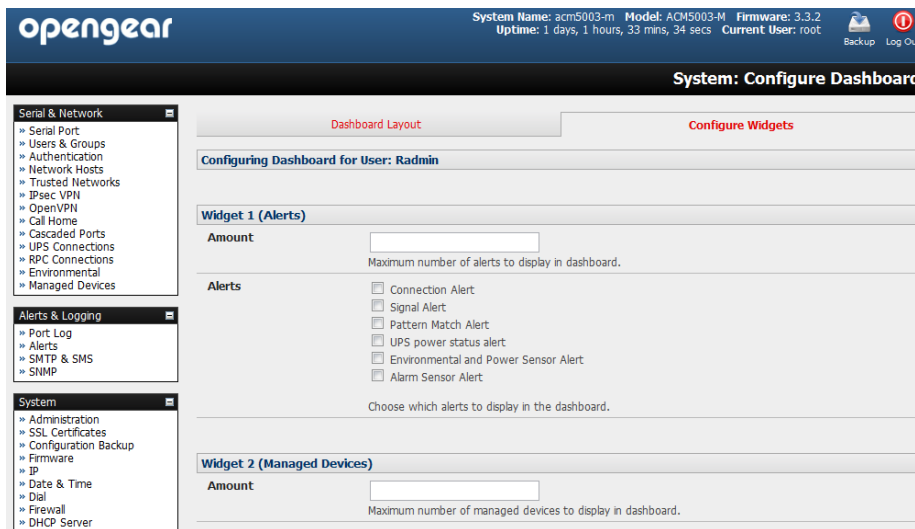 opengear
System Name: acm5003-m Model: ACM5003-M Firmware: 3.3.2
Uptime: 1 days, 1 hours, 33 mins, 34 secs Current User: root
Backup
Log Ou
System: Configure Dashboard
Serial & Network
» Serial Port
» Users & Groups
» Authentication
» Network Hosts
» Trusted Networks
» IPsec VPN
» OpenVPN
» Call Home
» Cascaded Ports
» UPS Connections
» RPC Connections
» Environmental
» Managed Devices
Alerts & Logging
» Port Log
» Alerts
» SMTP & SMS
» SNMP
System
» Administration
» SSL Certificates
» Configuration Backup
» Firmware
» IP
» Date & Time
» Dial
» Firewall
» DHCP Server
Dashboard Layout
Configure Widgets
Configuring Dashboard for User: Radmin
Widget 1 (Alerts)
Amount
Maximum number of alerts to display in dashboard.
Alerts
Connection Alert
Signal Alert
Pattern Match Alert
UPS power status alert
Environmental and Power Sensor Alert
Alarm Sensor Alert
Choose which alerts to display in the dashboard.
Widget 2 (Managed Devices)
Amount
Maximum number of managed devices to display in dashboard.